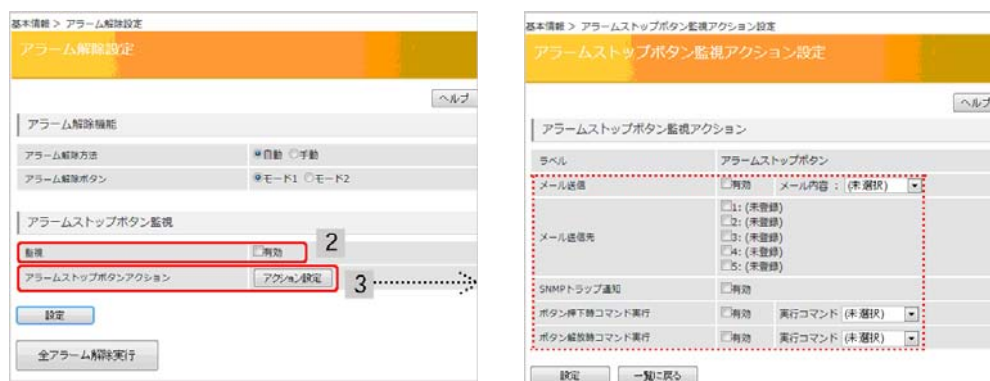 基本情報 > アラーム解除設定
アラーム解除設定
ヘルプ
アラーム解除機能
アラーム解除方法 自動 手動
アラーム解除ボタン モード1 モード2
アラームストップボタン監視
監視 有効 2
アラームストップボタンアクション アクション設定 3
設定
全アラーム解除実行
基本情報 > アラームストップボタン監視アクション設定
アラームストップボタン監視アクション設定
ヘルプ
アラームストップボタン監視アクション
ラベル アラームストップボタン
メール送信 有効 メール内容 : (未選択)
メール送信先
1: (未登録)
2: (未登録)
3: (未登録)
4: (未登録)
5: (未登録)
SNMPトラップ通知 有効
ボタン押下時コマンド実行 有効 実行コマンド (未選択)
ボタン解放時コマンド実行 有効 実行コマンド (未選択)
設定 一覧に戻る